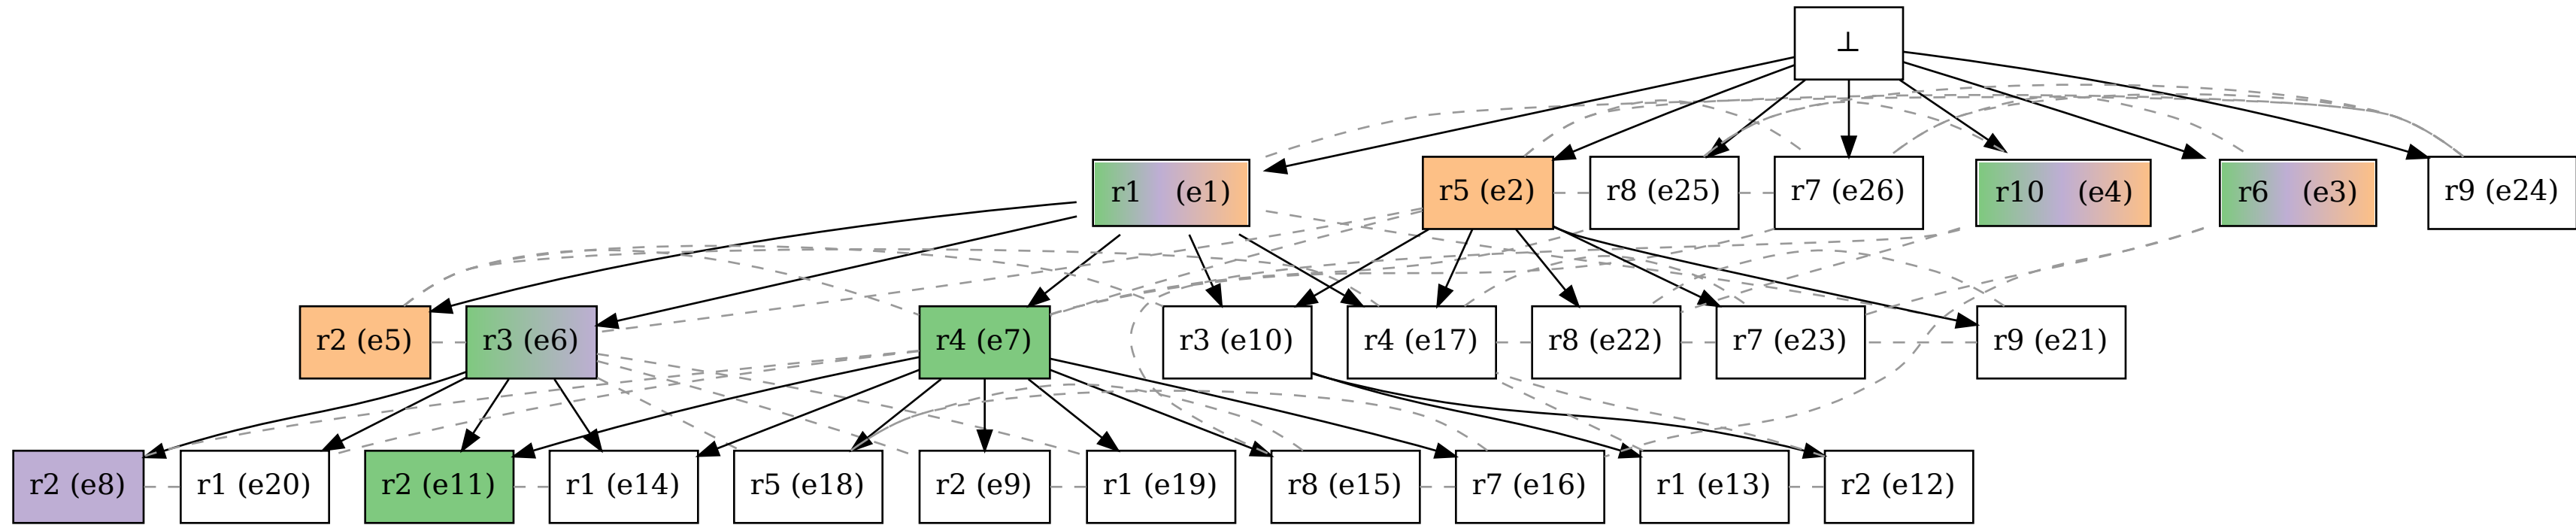 ⊥
r1 (e1)
r5 (e2)
r8 (e25)
r7 (e26)
r10 (e4)
r6 (e3)
r9 (e24)
r2 (e5)
r3 (e6)
r4 (e7)
r3 (e10)
r4 (e17)
r8 (e22)
r7 (e23)
r9 (e21)
r2 (e8)
r1 (e20)
r2 (e11)
r1 (e14)
r5 (e18)
r2 (e9)
r1 (e19)
r8 (e15)
r7 (e16)
r1 (e13)
r2 (e12)